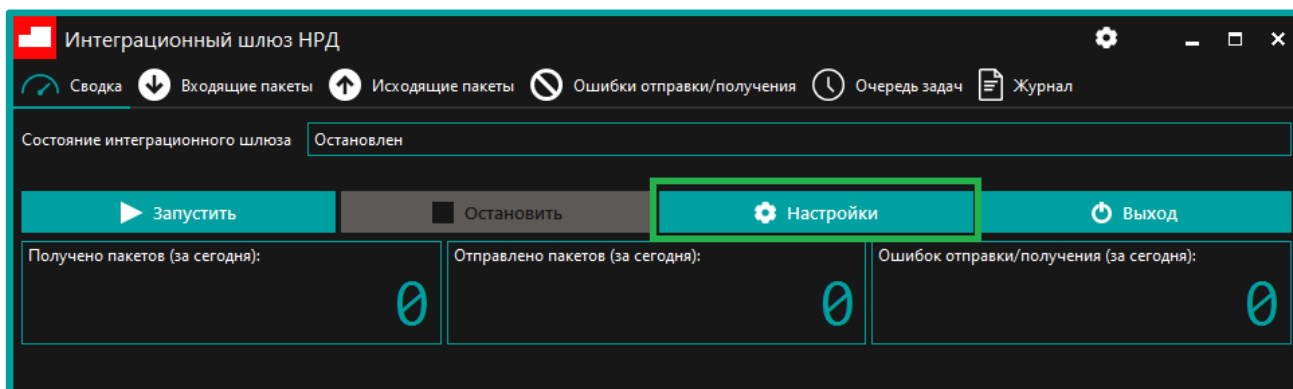 Интеграционный шлюз НРД
Сводка Входящие пакеты Исходящие пакеты Ошибки отправки/получения Очередь задач Журнал
Состояние интеграционного шлюза Остановлен
Запустить Остановить Настройки Выход
Получено пакетов (за сегодня): Отправлено пакетов (за сегодня): Ошибок отправки/получения (за сегодня):
0 0 0